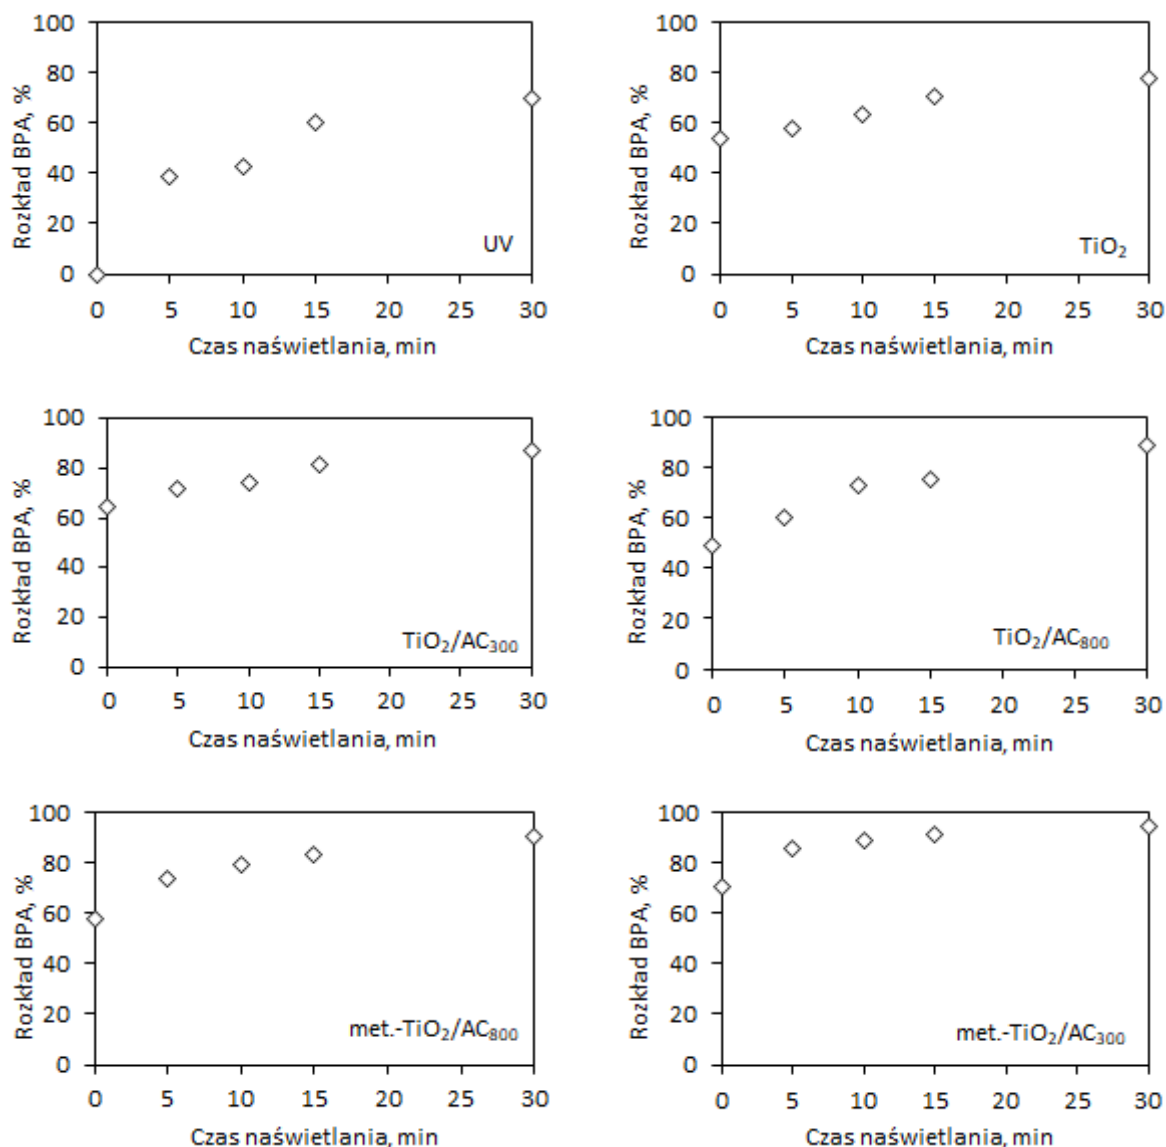 100
80
60
40
20
0
Rozkład BPA, %
UV
0 5 10 15 20 25 30
Czas naświetlania, min
100
80
60
40
20
0
Rozkład BPA, %
TiO₂
0 5 10 15 20 25 30
Czas naświetlania, min
100
80
60
40
20
0
Rozkład BPA, %
TiO₂/AC₃₀₀
0 5 10 15 20 25 30
Czas naświetlania, min
100
80
60
40
20
0
Rozkład BPA, %
TiO₂/AC₈₀₀
0 5 10 15 20 25 30
Czas naświetlania, min
100
80
60
40
20
0
Rozkład BPA, %
met.-TiO₂/AC₈₀₀
0 5 10 15 20 25 30
Czas naświetlania, min
100
80
60
40
20
0
Rozkład BPA, %
met.-TiO₂/AC₃₀₀
0 5 10 15 20 25 30
Czas naświetlania, min